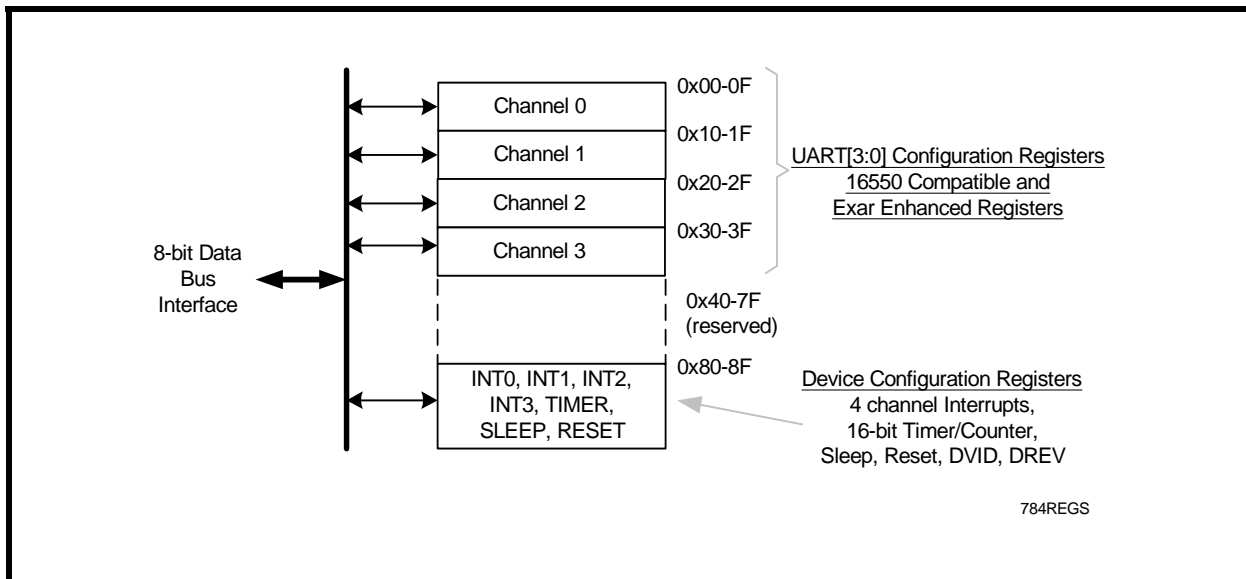 8-bit Data
Bus
Interface
Channel 0
Channel 1
Channel 2
Channel 3
0x00-0F
0x10-1F
0x20-2F
0x30-3F
UART[3:0] Configuration Registers
16550 Compatible and
Exar Enhanced Registers
0x40-7F
(reserved)
0x80-8F
INT0, INT1, INT2,
INT3, TIMER,
SLEEP, RESET
Device Configuration Registers
4 channel Interrupts,
16-bit Timer/Counter,
Sleep, Reset, DVID, DREV
784REGS